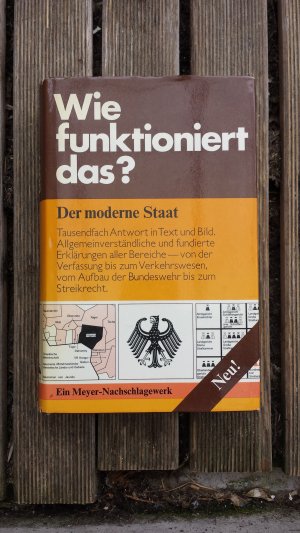 Wie
funktioniert
das?
Der moderne Staat
Tausendfach Antwort in Text und Bild.
Allgemeinverständliche und fundierte
Erklärungen aller Bereiche — von der
Verfassung bis zum Verkehrswesen,
vom Aufbau der Bundeswehr bis zum
Streikrecht.
Neu!
Ein Meyer-Nachschlagewerk